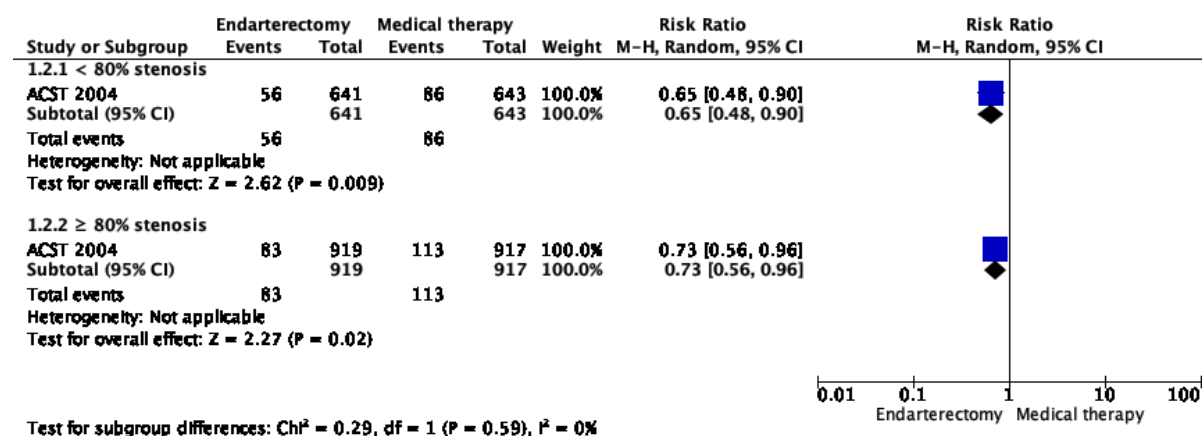 Endarterectomy Medical therapy Risk Ratio Risk Ratio
Study or Subgroup Events Total Events Total Weight M-H, Random, 95% CI M-H, Random, 95% CI
1.2.1 < 80% stenosis
ACST 2004 56 641 86 643 100.0% 0.65 [0.48, 0.90]
Subtotal (95% CI) 641 643 100.0% 0.65 [0.48, 0.90]
Total events 56 86
Heterogeneity: Not applicable
Test for overall effect: Z = 2.62 (P = 0.009)
1.2.2 ≥ 80% stenosis
ACST 2004 83 919 113 917 100.0% 0.73 [0.56, 0.96]
Subtotal (95% CI) 919 917 100.0% 0.73 [0.56, 0.96]
Total events 83 113
Heterogeneity: Not applicable
Test for overall effect: Z = 2.27 (P = 0.02)
0.01 0.1 1 10 100
Endarterectomy Medical therapy
Test for subgroup differences: Chi² = 0.29, df = 1 (P = 0.59), I² = 0%